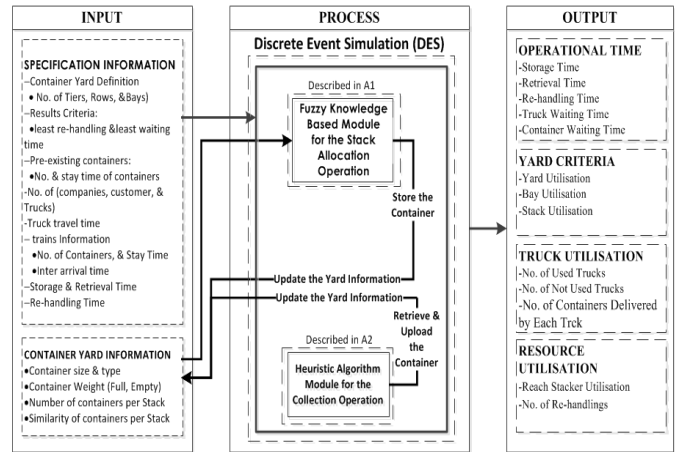 INPUT
SPECIFICATION INFORMATION
–Container Yard Definition
• No. of Tiers, Rows, &Bays)
–Results Criteria:
•least re-handling &least waiting
time
–Pre-existing containers:
•No. & stay time of containers
-No. of (companies, customer, &
Trucks)
-Truck travel time
- trains Information
•No. of Containers, & Stay Time
•Inter arrival time
–Storage & Retrieval Time
–Re-handling Time
CONTAINER YARD INFORMATION
•Container size & type
•Container Weight (Full, Empty)
•Number of containers per Stack
•Similarity of containers per Stack
PROCESS
Discrete Event Simulation (DES)
Described in A1
Fuzzy Knowledge
Based Module
for the Stack
Allocation
Operation
Store the
Container
Update the Yard Information
Update the Yard Information
Retrieve &
Upload
the
Container
Described in A2
Heuristic Algorithm
Module for the
Collection Operation
OUTPUT
OPERATIONAL TIME
-Storage Time
-Retrieval Time
-Re-handling Time
-Truck Waiting Time
-Container Waiting Time
YARD CRITERIA
-Yard Utilisation
-Bay Utilisation
-Stack Utilisation
TRUCK UTILISATION
-No. of Used Trucks
-No. of Not Used Trucks
-No. of Containers Delivered
by Each Trck
RESOURCE
UTILISATION
-Reach Stacker Utilisation
-No. of Re-handlings